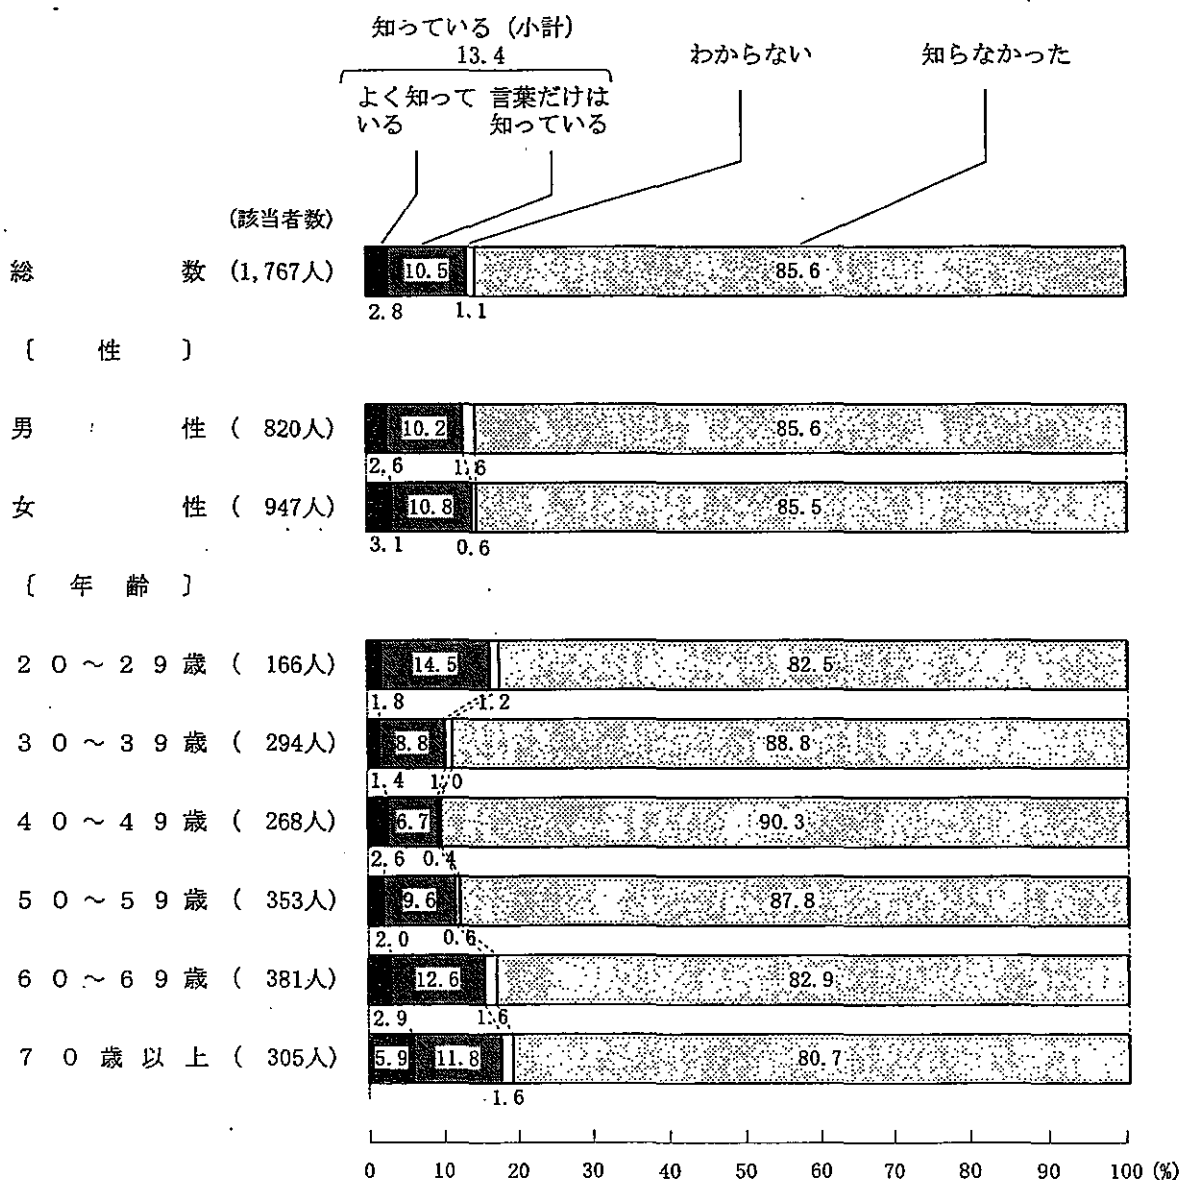 知っている (小計)
13.4
わからない
知らなかった
よく知って
いる
言葉だけは
知っている
(該当者数)
総 数 (1,767人)
10.5
85.6
2.8
1.1
〔 性 〕
男 性 ( 820人)
10.2
85.6
2.6
1.6
女 性 ( 947人)
10.8
85.5
3.1
0.6
〔 年 齢 〕
20～29歳 ( 166人)
14.5
82.5
1.8
1.2
30～39歳 ( 294人)
8.8
88.8
1.4
1.0
40～49歳 ( 268人)
6.7
90.3
2.6
0.4
50～59歳 ( 353人)
9.6
87.8
2.0
0.6
60～69歳 ( 381人)
12.6
82.9
2.9
1.6
70歳以上 ( 305人)
5.9
11.8
80.7
1.6
0 10 20 30 40 50 60 70 80 90 100 (%)